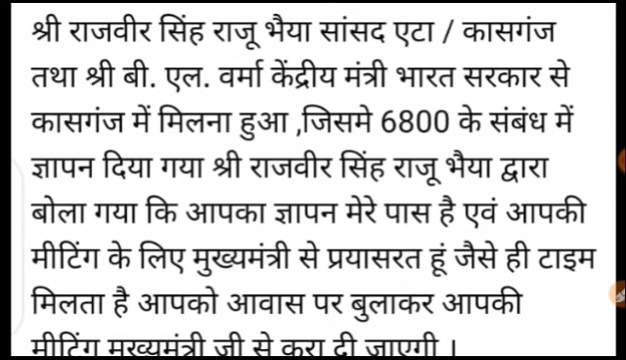 श्री राजवीर सिंह राजू भैया सांसद एटा / कासगंज
तथा श्री बी. एल. वर्मा केंद्रीय मंत्री भारत सरकार से
कासगंज में मिलना हुआ ,जिसमे 6800 के संबंध में
ज्ञापन दिया गया श्री राजवीर सिंह राजू भैया द्वारा
बोला गया कि आपका ज्ञापन मेरे पास है एवं आपकी
मीटिंग के लिए मुख्यमंत्री से प्रयासरत हूं जैसे ही टाइम
मिलता है आपको आवास पर बुलाकर आपकी
मीटिंग मुख्यमंत्री जी से करा दी जाएगी ।